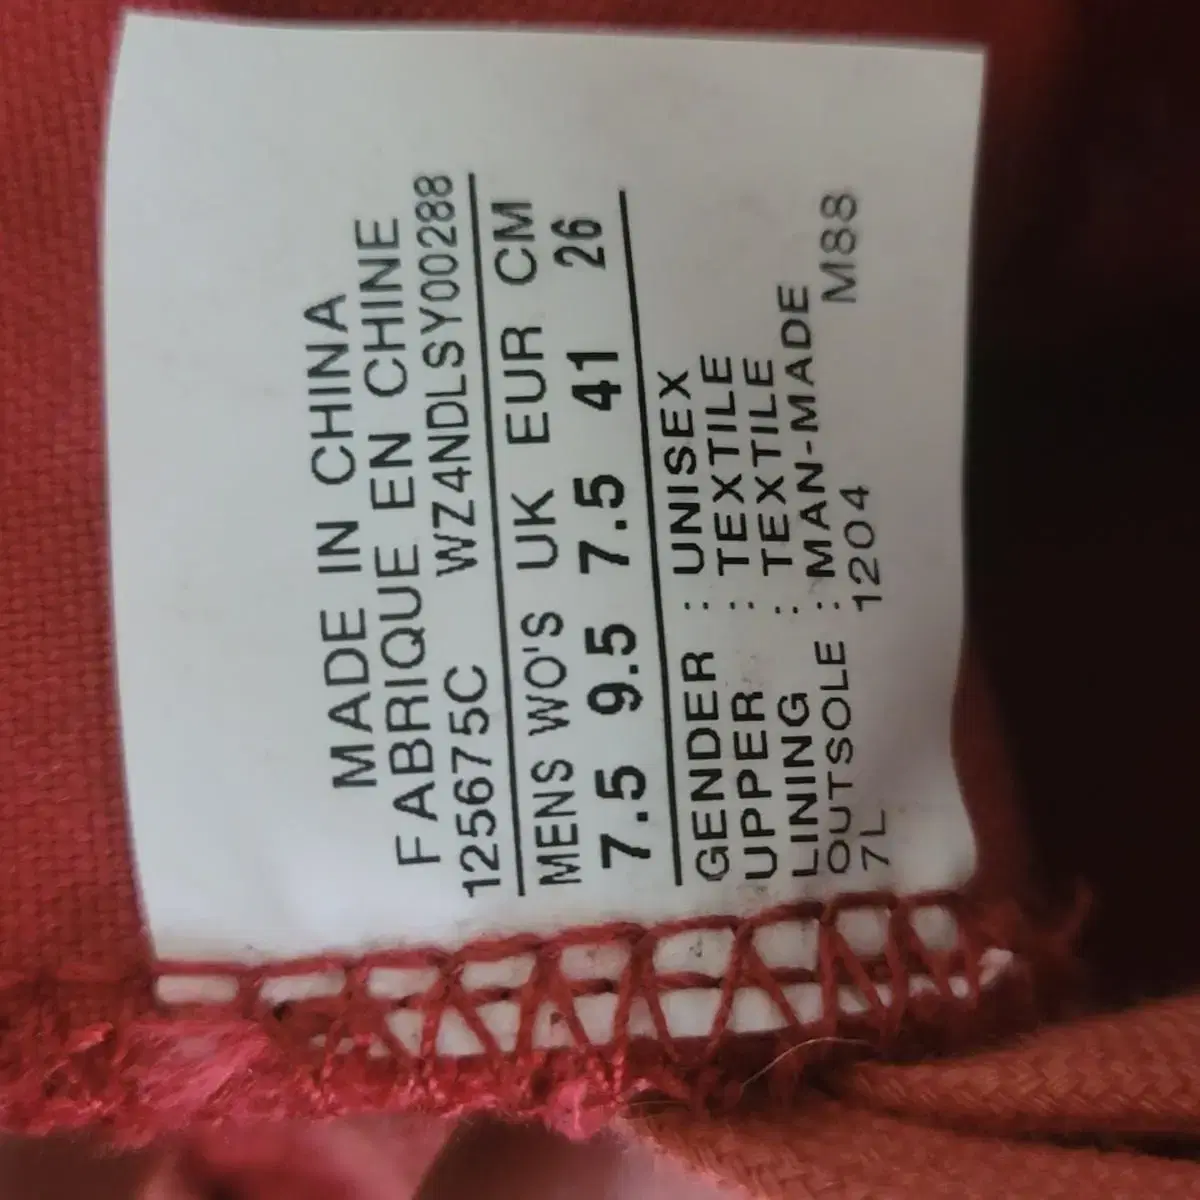 MADE IN CHINA
FABRIQUE EN CHINE
125675C WZ4NDLSY00288
MENS WO'S UK EUR CM
7.5 9.5 7.5 41 26
GENDER : UNISEX
UPPER : TEXTILE
LINING : TEXTILE
OUTSOLE : MAN-MADE
7L 1204 M88